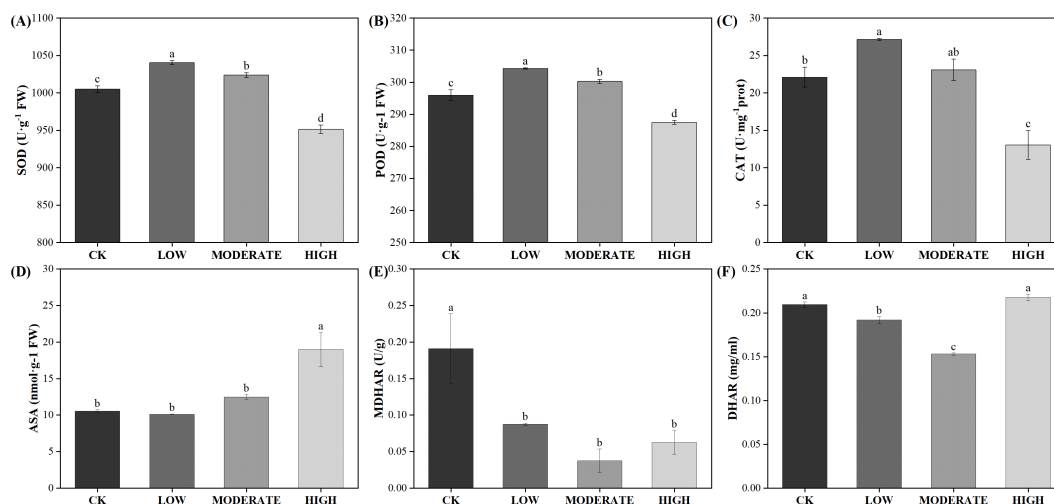 (A)
SOD (U·g⁻¹ FW)
1100
1050
1000
950
900
850
800
c
a
b
d
CK LOW MODERATE HIGH
(B)
POD (U·g-1 FW)
320
310
300
290
280
270
260
250
c
a
b
d
CK LOW MODERATE HIGH
(C)
CAT (U·mg⁻¹prot)
30
25
20
15
10
5
0
b
a
ab
c
CK LOW MODERATE HIGH
(D)
ASA (nmol·g-1 FW)
30
25
20
15
10
5
0
b
b
b
a
CK LOW MODERATE HIGH
(E)
MDHAR (U/g)
0.30
0.25
0.20
0.15
0.10
0.05
0.00
a
b
b
b
CK LOW MODERATE HIGH
(F)
DHAR (mg/ml)
0.25
0.20
0.15
0.10
0.05
0.00
a
b
c
a
CK LOW MODERATE HIGH